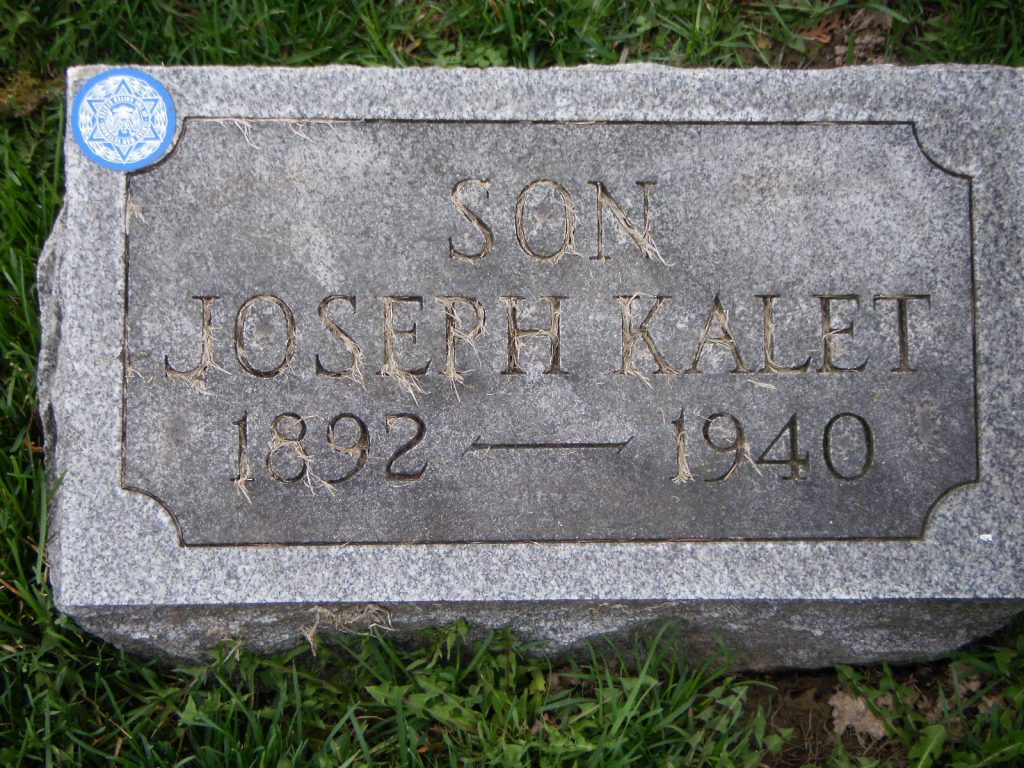 SON
JOSEPH KALET
1892 — 1940